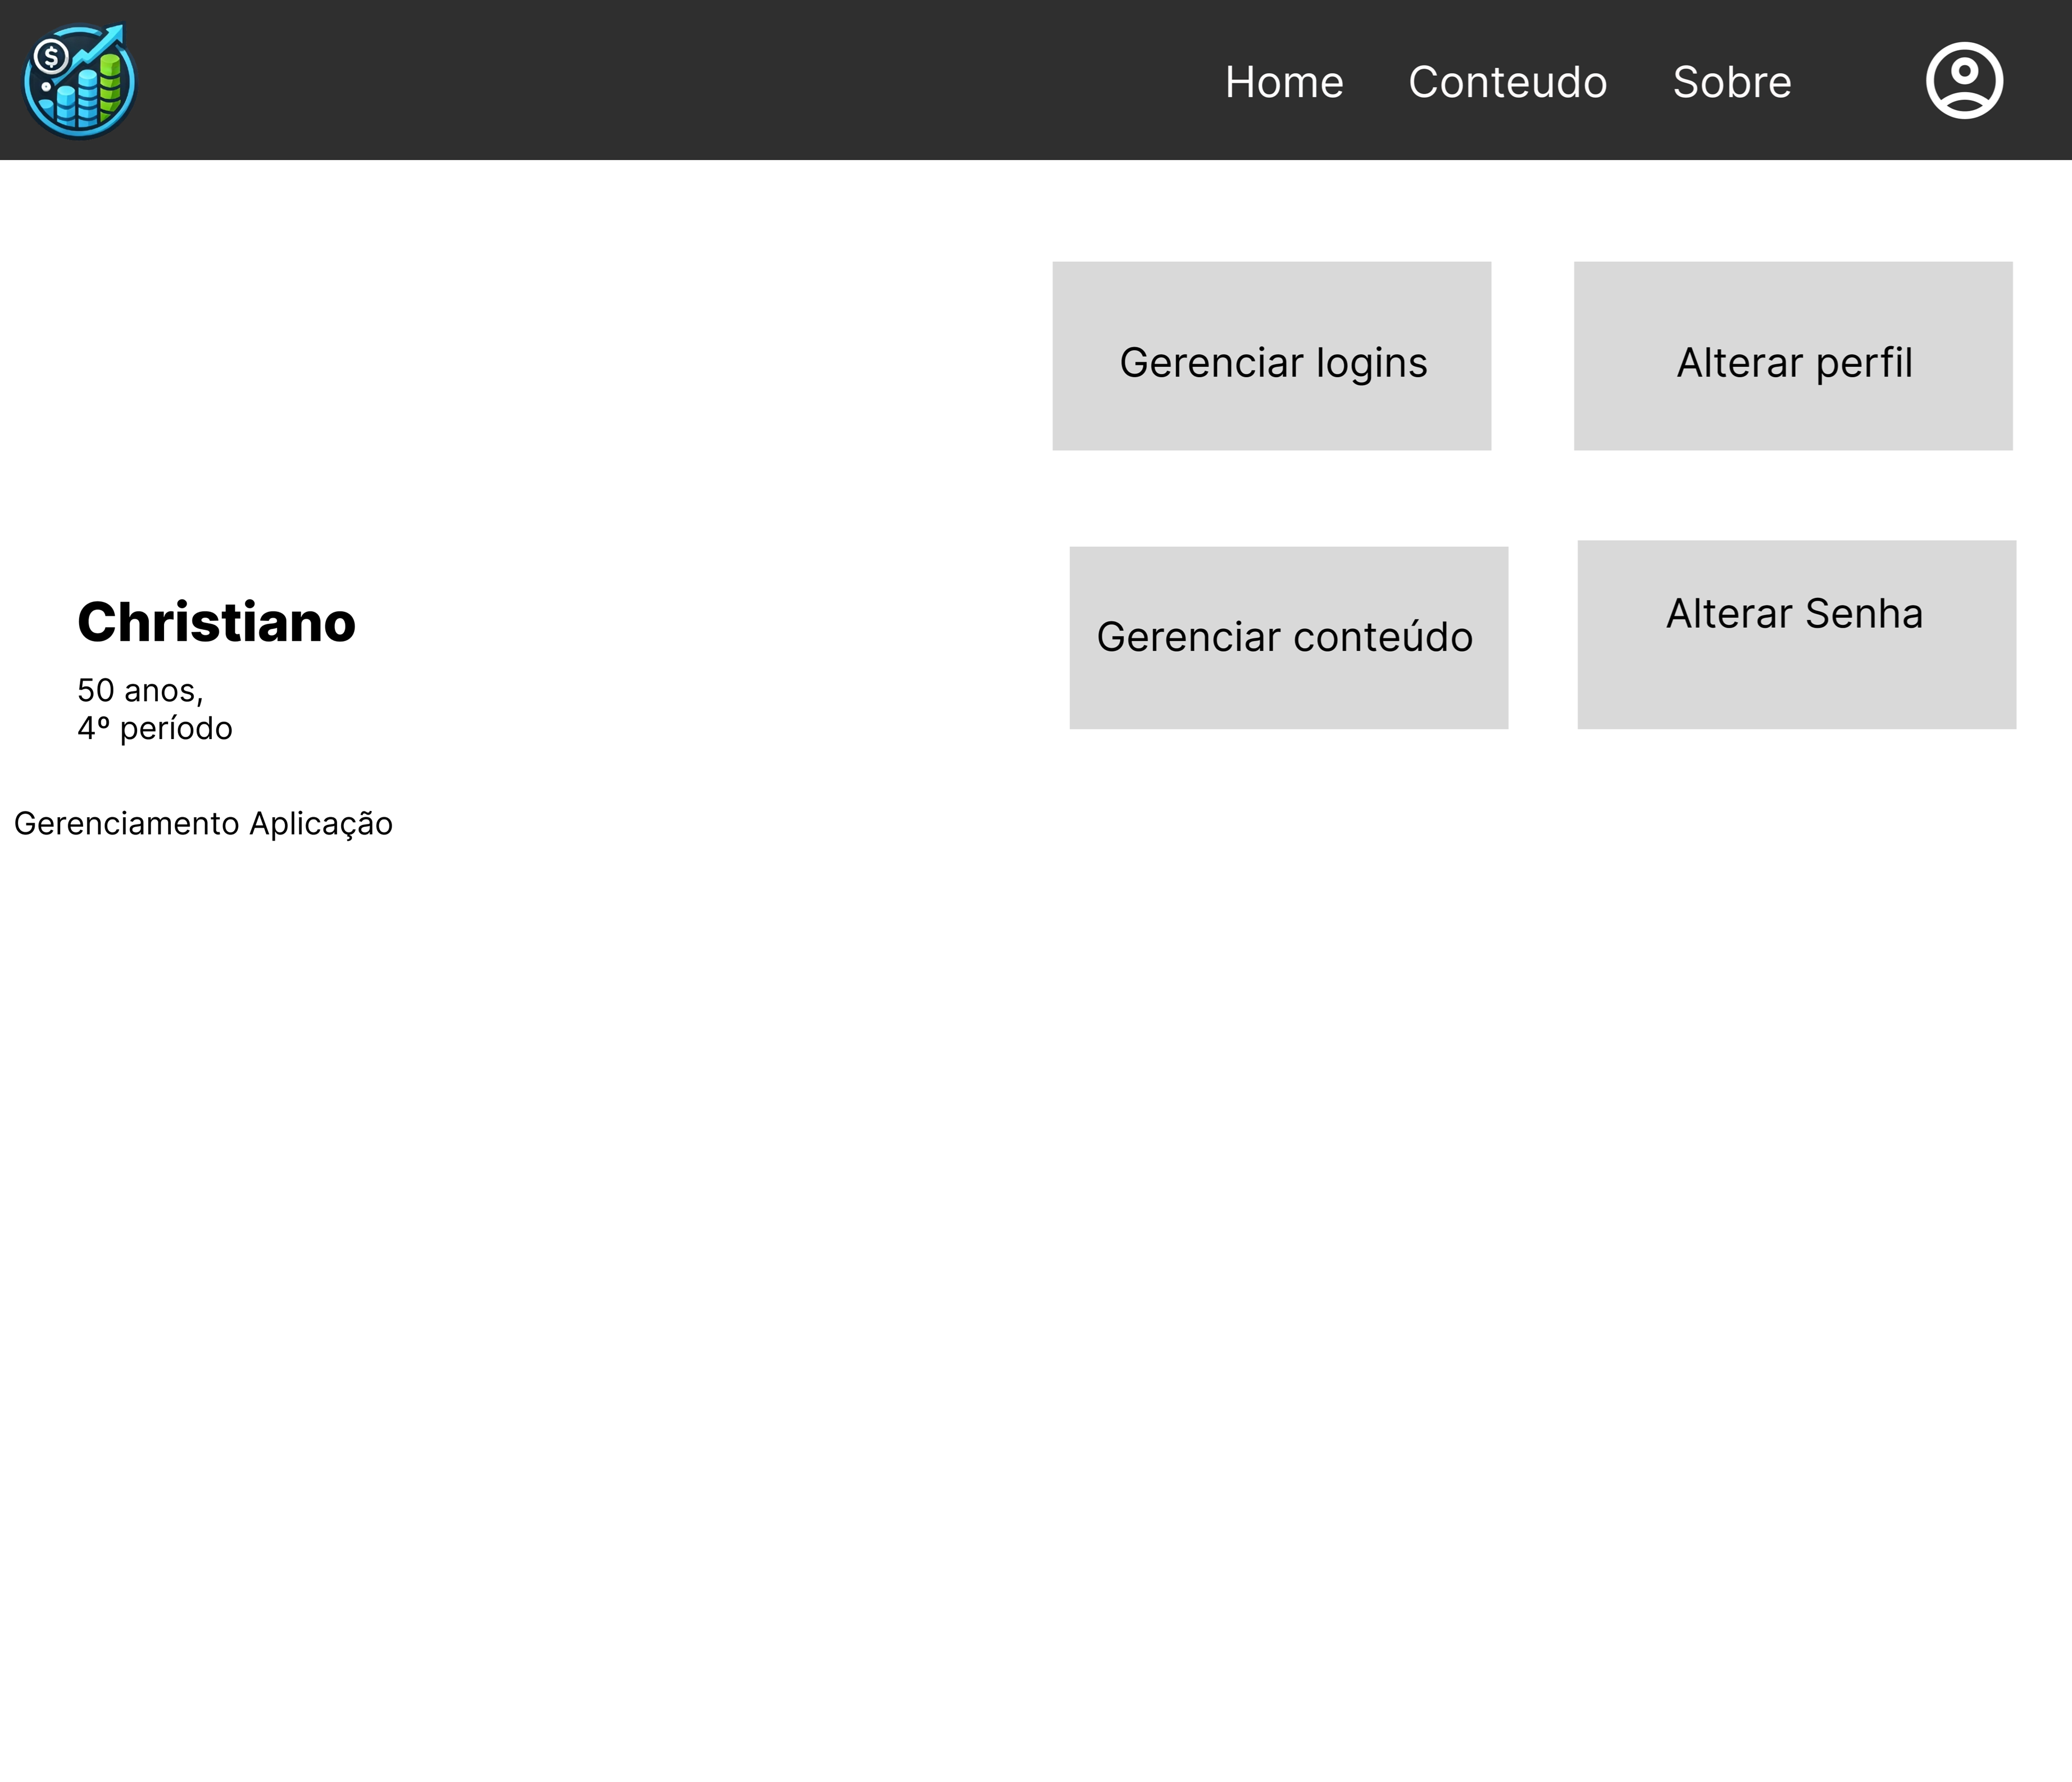 $
Home Conteudo Sobre
Gerenciar logins
Alterar perfil
Gerenciar conteúdo
Alterar Senha
Christiano
50 anos,
4º período
Gerenciamento Aplicação